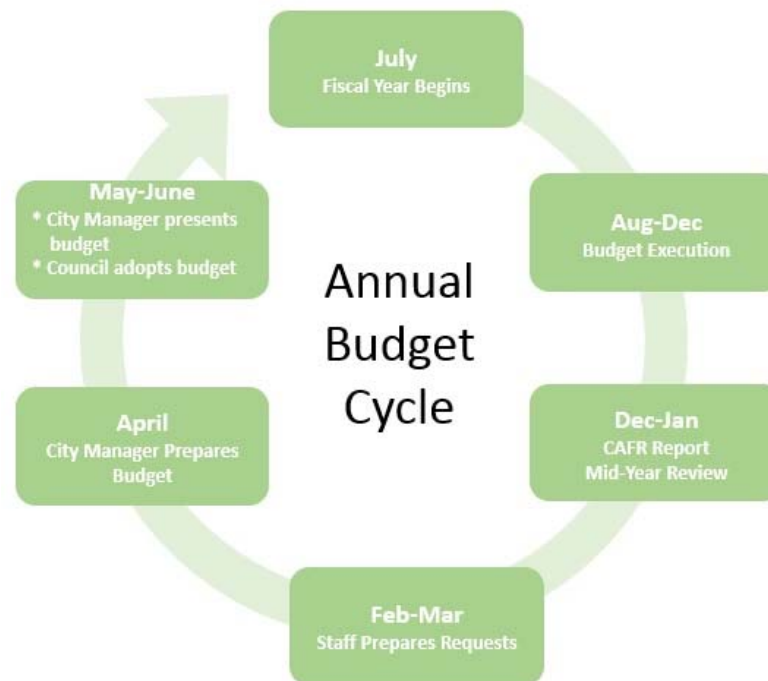 July
Fiscal Year Begins
Aug-Dec
Budget Execution
Dec-Jan
CAFR Report
Mid-Year Review
Feb-Mar
Staff Prepares Requests
April
City Manager Prepares
Budget
May-June
* City Manager presents
budget
* Council adopts budget
Annual
Budget
Cycle